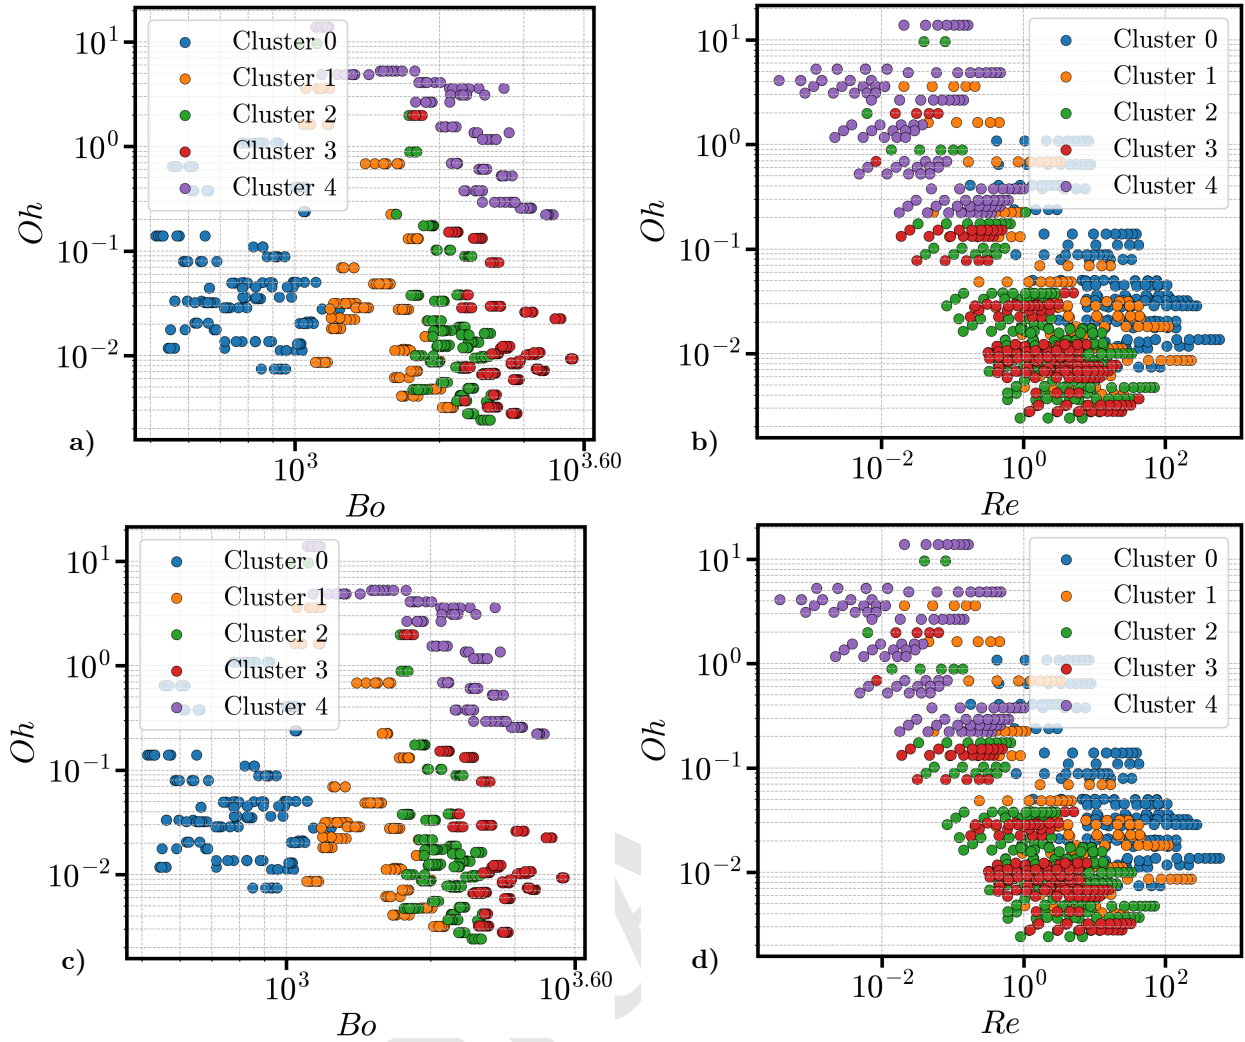 10^1
10^0
10^-1
10^-2
Oh
Cluster 0
Cluster 1
Cluster 2
Cluster 3
Cluster 4
a)
10^3
10^3.60
Bo
10^1
10^0
10^-1
10^-2
Oh
Cluster 0
Cluster 1
Cluster 2
Cluster 3
Cluster 4
b)
10^-2
10^0
10^2
Re
10^1
10^0
10^-1
10^-2
Oh
Cluster 0
Cluster 1
Cluster 2
Cluster 3
Cluster 4
c)
10^3
10^3.60
Bo
10^1
10^0
10^-1
10^-2
Oh
Cluster 0
Cluster 1
Cluster 2
Cluster 3
Cluster 4
d)
10^-2
10^0
10^2
Re